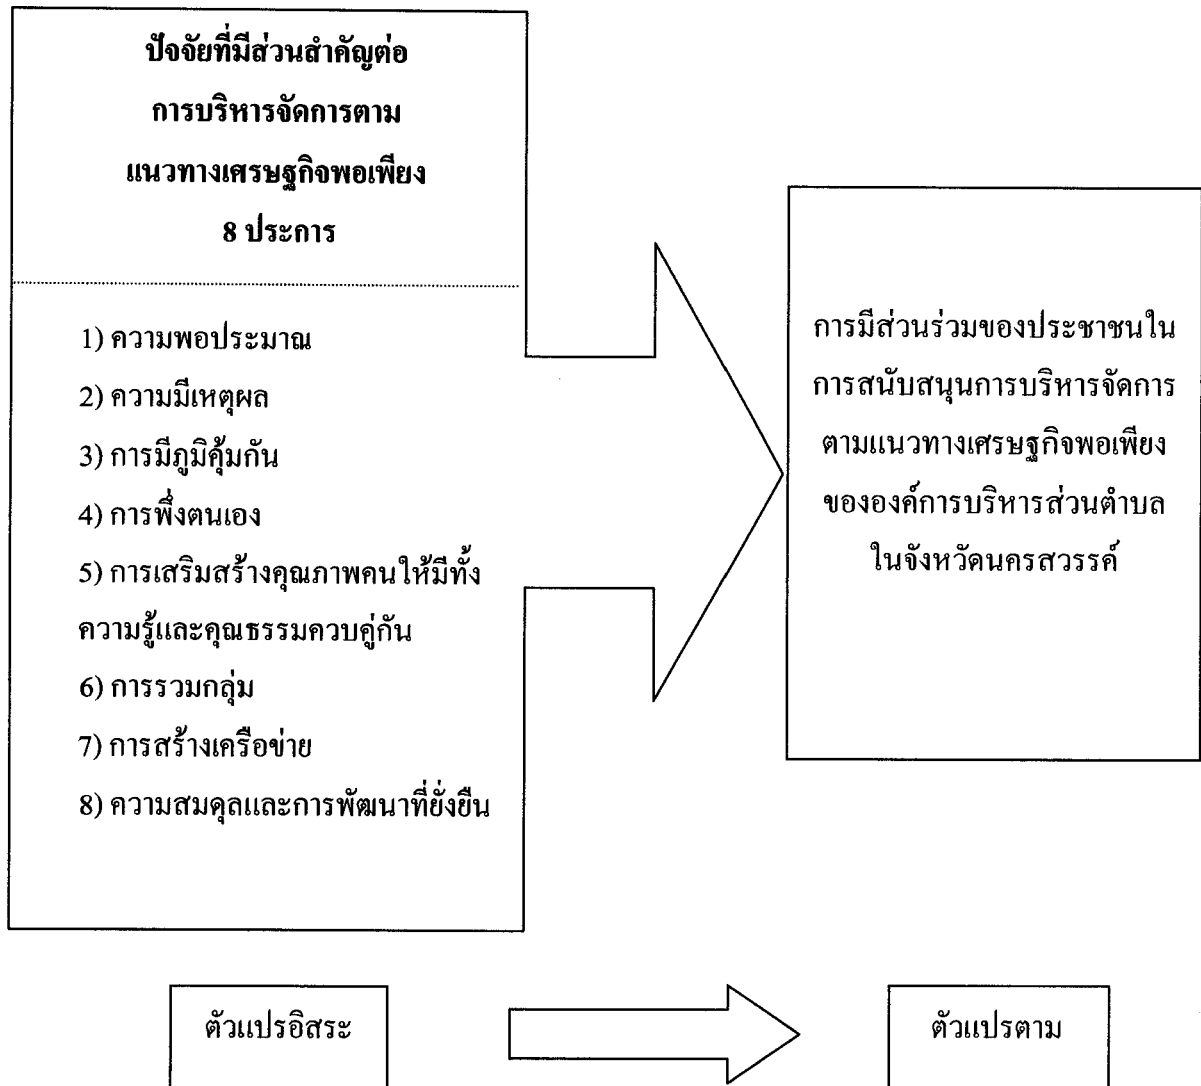 ปัจจัยที่มีส่วนสำคัญต่อ
การบริหารจัดการตาม
แนวทางเศรษฐกิจพอเพียง
8 ประการ
1) ความพอประมาณ
2) ความมีเหตุผล
3) การมีภูมิคุ้มกัน
4) การพึ่งตนเอง
5) การเสริมสร้างคุณภาพคนให้มีทั้ง
ความรู้และคุณธรรมควบคู่กัน
6) การรวมกลุ่ม
7) การสร้างเครือข่าย
8) ความสมดุลและการพัฒนาที่ยั่งยืน
การมีส่วนร่วมของประชาชนใน
การสนับสนุนการบริหารจัดการ
ตามแนวทางเศรษฐกิจพอเพียง
ขององค์การบริหารส่วนตำบล
ในจังหวัดนครสวรรค์
ตัวแปรอิสระ
ตัวแปรตาม